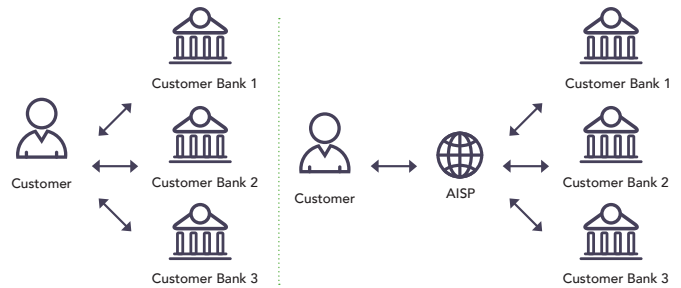 Customer Bank 1
Customer
Customer Bank 2
Customer Bank 3
Customer Bank 1
Customer
AISP
Customer Bank 2
Customer Bank 3